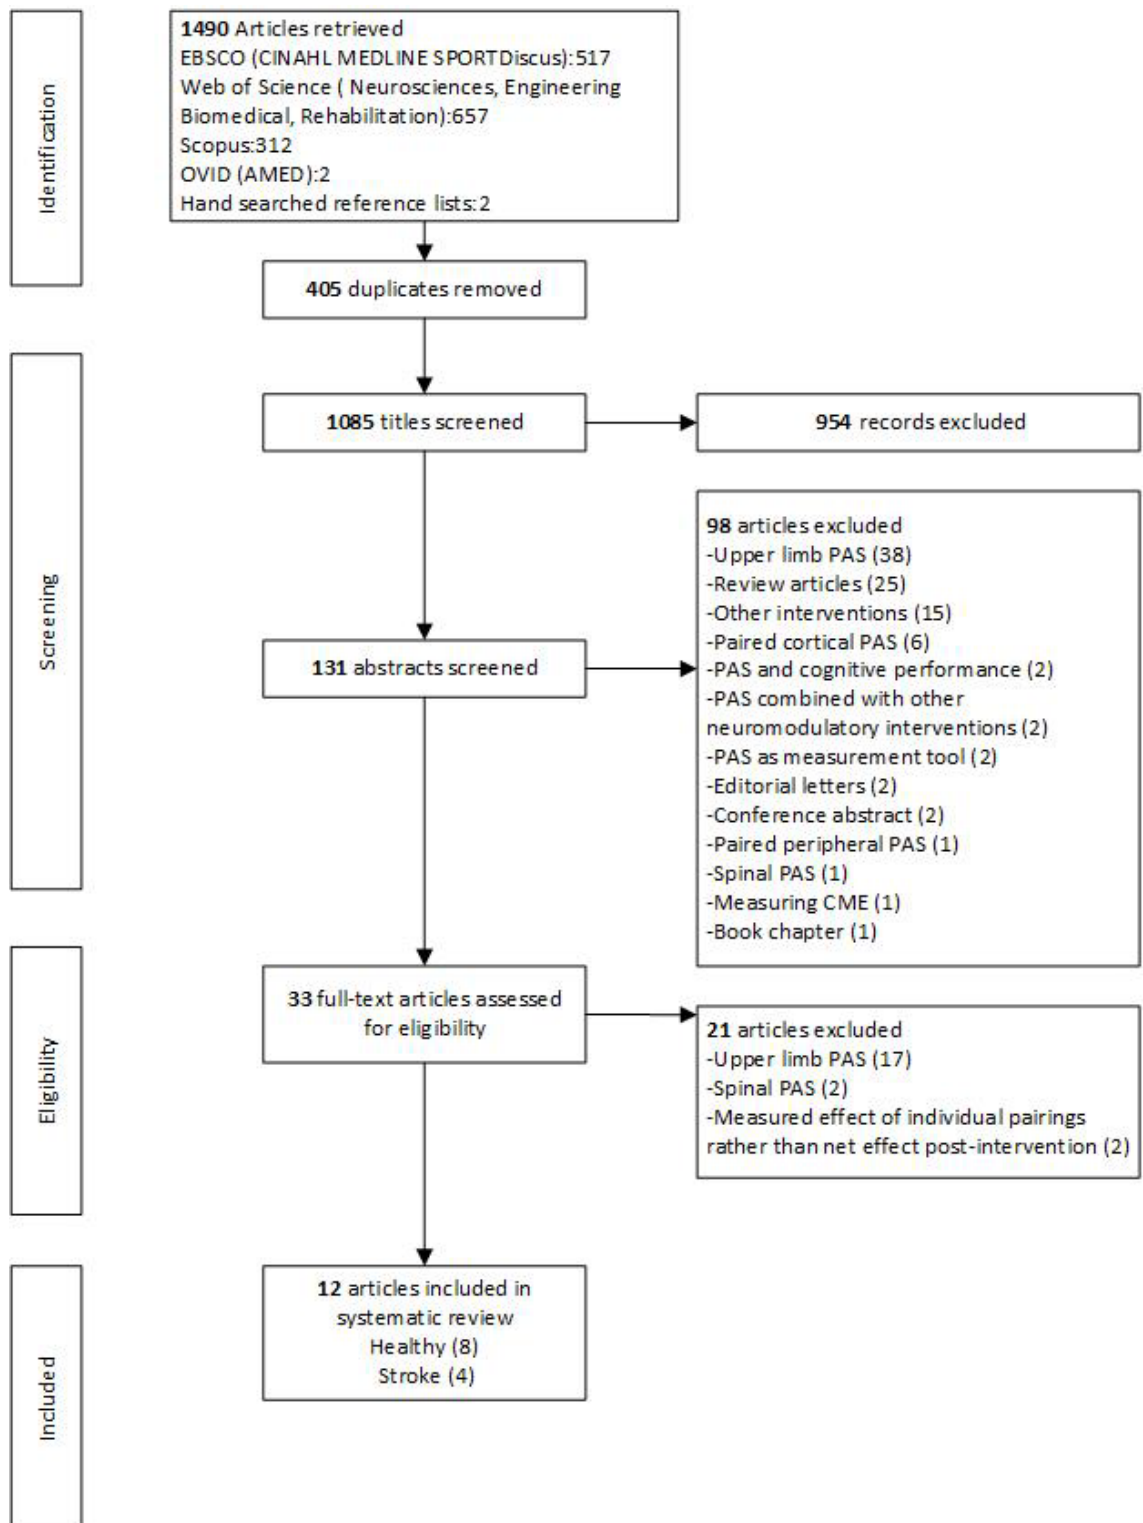 Identification
1490 Articles retrieved
EBSCO (CINAHL MEDLINE SPORTDiscus):517
Web of Science ( Neurosciences, Engineering
Biomedical, Rehabilitation):657
Scopus:312
OVID (AMED):2
Hand searched reference lists:2
405 duplicates removed
Screening
1085 titles screened
954 records excluded
131 abstracts screened
98 articles excluded
-Upper limb PAS (38)
-Review articles (25)
-Other interventions (15)
-Paired cortical PAS (6)
-PAS and cognitive performance (2)
-PAS combined with other
neuromodulatory interventions (2)
-PAS as measurement tool (2)
-Editorial letters (2)
-Conference abstract (2)
-Paired peripheral PAS (1)
-Spinal PAS (1)
-Measuring CME (1)
-Book chapter (1)
Eligibility
33 full-text articles assessed
for eligibility
21 articles excluded
-Upper limb PAS (17)
-Spinal PAS (2)
-Measured effect of individual pairings
rather than net effect post-intervention (2)
Included
12 articles included in
systematic review
Healthy (8)
Stroke (4)